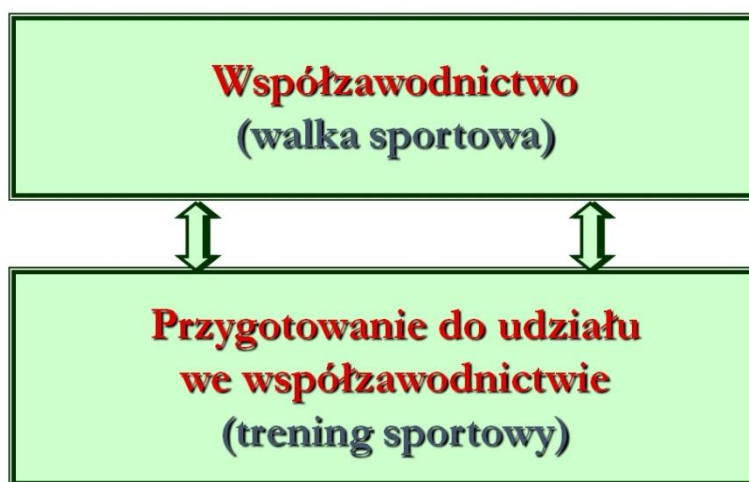 Współzawodnictwo
(walka sportowa)
Przygotowanie do udziału
we współzawodnictwie
(trening sportowy)